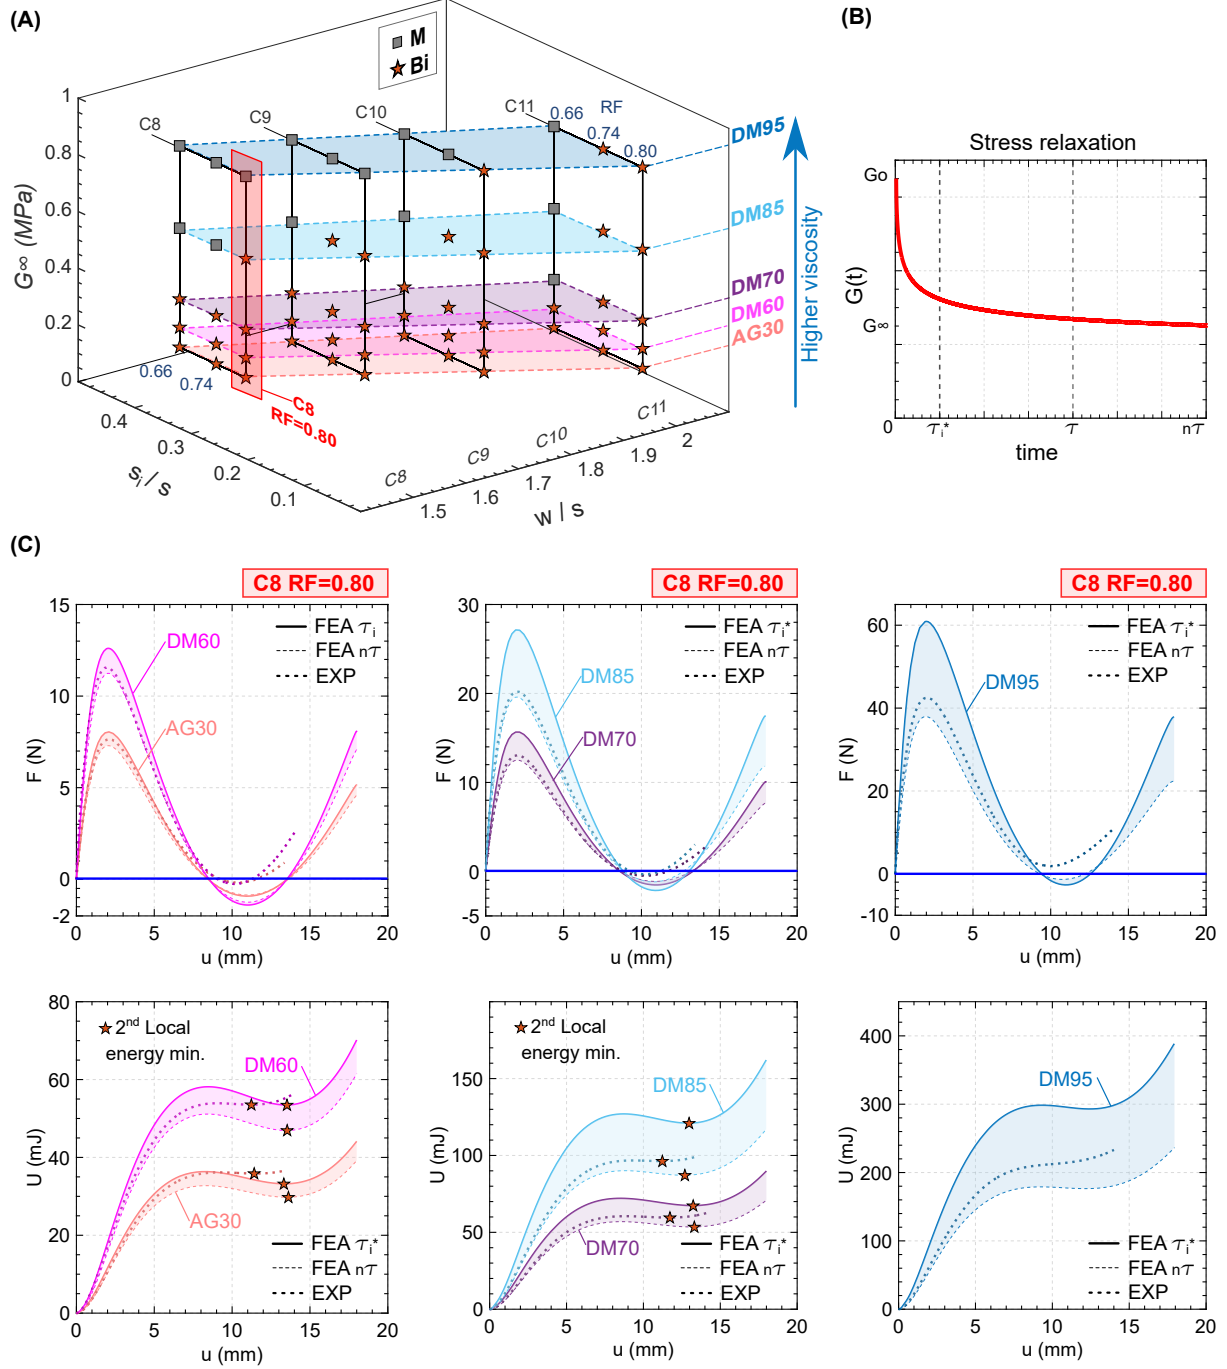 (A)
M
Bi
C8
C9
C10
C11
0.66
RF
0.74
0.80
DM95
DM85
DM70
DM60
AG30
Higher viscosity
G∞ (MPa)
1
0.8
0.6
0.4
0.2
0
0.66
0.74
C8
RF=0.80
0.4
0.3
0.2
0.1
s_i / s
C8
C9
C10
C11
1.5
1.6
1.7
1.8
1.9
2
w / s
(B)
Stress relaxation
Go
G∞
G(t)
0
τ_i*
τ
nτ
time
(C)
C8 RF=0.80
15
10
5
0
-2
F (N)
DM60
AG30
FEA τ_i
FEA nτ
EXP
0
5
10
15
20
u (mm)
C8 RF=0.80
30
20
10
0
-5
F (N)
DM85
DM70
FEA τ_i*
FEA nτ
EXP
0
5
10
15
20
u (mm)
C8 RF=0.80
60
40
20
0
-10
F (N)
DM95
FEA τ_i*
FEA nτ
EXP
0
5
10
15
20
u (mm)
80
60
40
20
0
U (mJ)
2nd Local
energy min.
DM60
AG30
FEA τ_i*
FEA nτ
EXP
0
5
10
15
20
u (mm)
150
100
50
0
U (mJ)
2nd Local
energy min.
DM85
DM70
FEA τ_i*
FEA nτ
EXP
0
5
10
15
20
u (mm)
400
300
200
100
0
U (mJ)
DM95
FEA τ_i*
FEA nτ
EXP
0
5
10
15
20
u (mm)